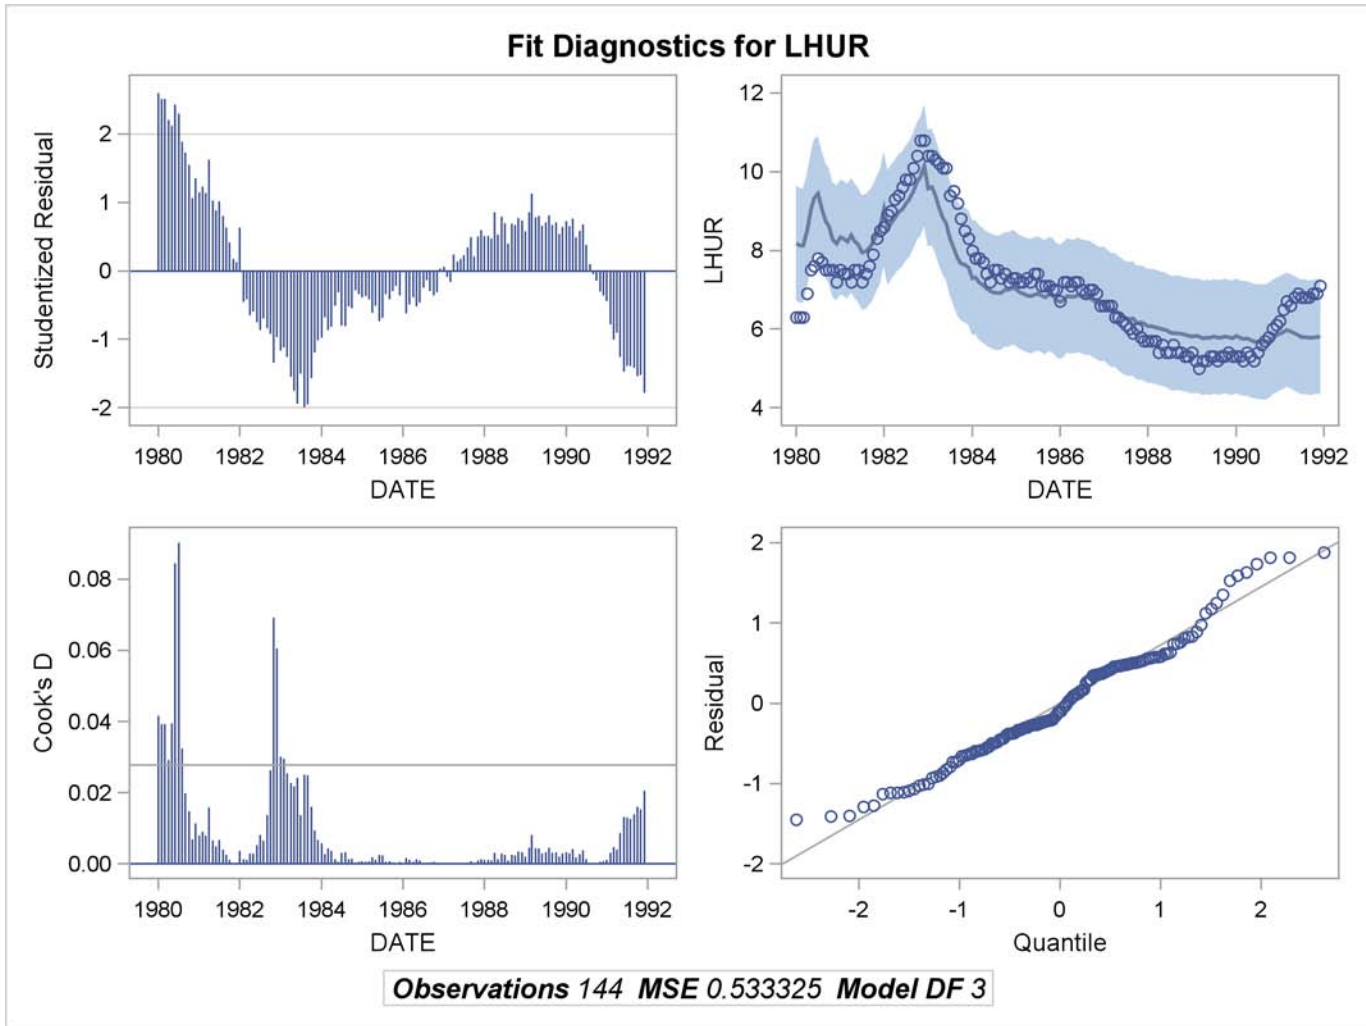 Fit Diagnostics for LHUR
Studentized Residual
2
1
0
-1
-2
1980 1982 1984 1986 1988 1990 1992
DATE
LHUR
12
10
8
6
4
1980 1982 1984 1986 1988 1990 1992
DATE
Cook's D
0.08
0.06
0.04
0.02
0.00
1980 1982 1984 1986 1988 1990 1992
DATE
Residual
2
1
0
-1
-2
-2 -1 0 1 2
Quantile
Observations 144 MSE 0.533325 Model DF 3